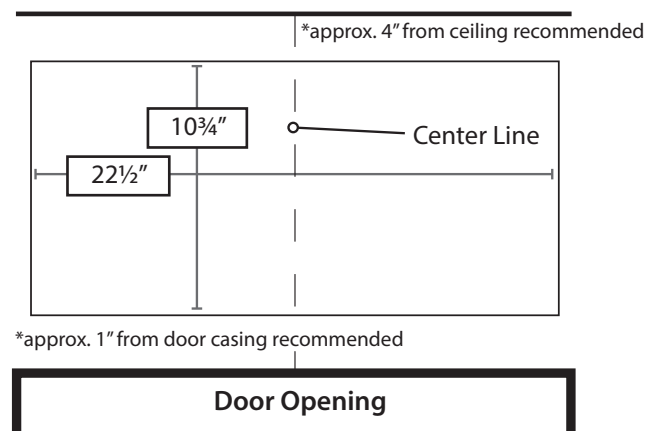 *approx. 4” from ceiling recommended
10¾”
Center Line
22½”
*approx. 1” from door casing recommended
Door Opening